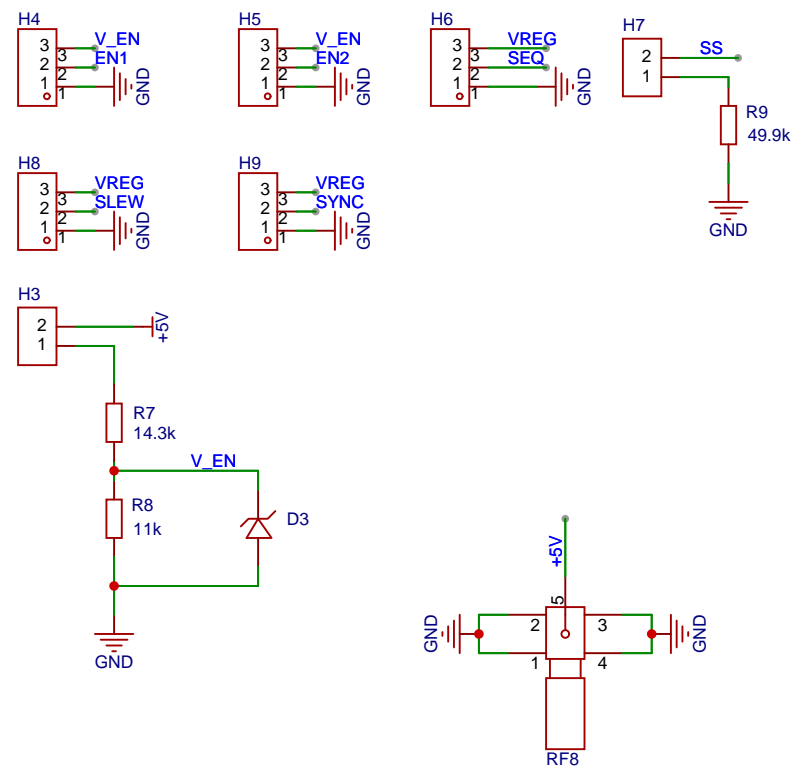 H4
3 V_EN
3
2 EN1
2
1
1
GND
H5
3 V_EN
3
2 EN2
2
1
1
GND
H6
3 VREG
3
2 SEQ
2
1
1
GND
H7
2 SS
1
R9
49.9k
GND
H8
3 VREG
3
2 SLEW
2
1
1
GND
H9
3 VREG
3
2 SYNC
2
1
1
GND
H3
2
1
+5V
R7
14.3k
V_EN
R8
11k
D3
GND
+5V
5
GND
2 3
1 4
GND
RF8